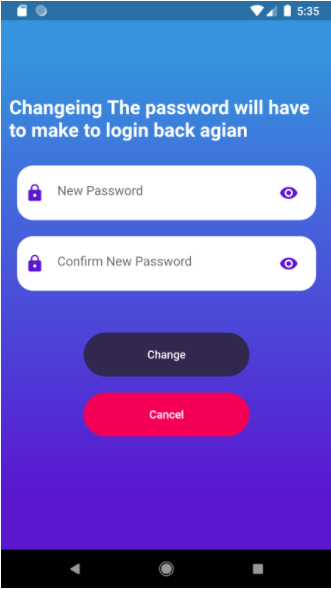 5:35
Changeing The password will have
to make to login back agian
New Password
Confirm New Password
Change
Cancel